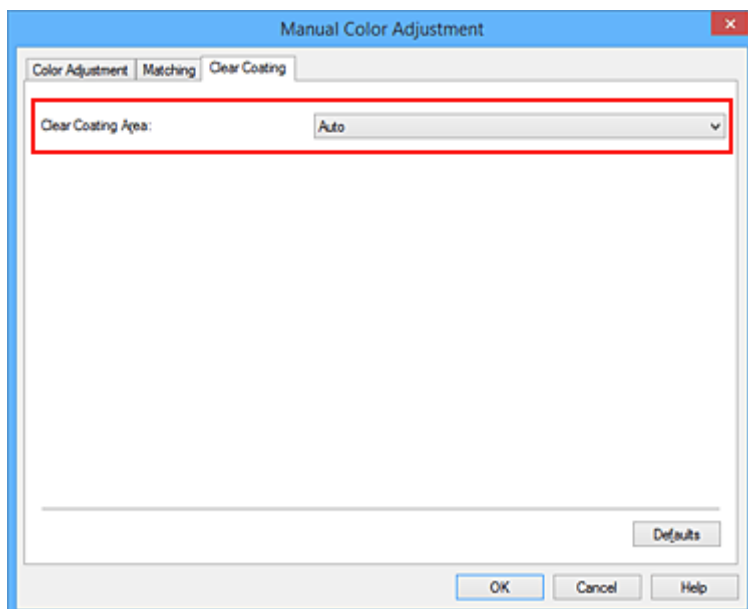 Manual Color Adjustment
Color Adjustment Matching Clear Coating
Clear Coating Area: Auto
Defaults
OK Cancel Help